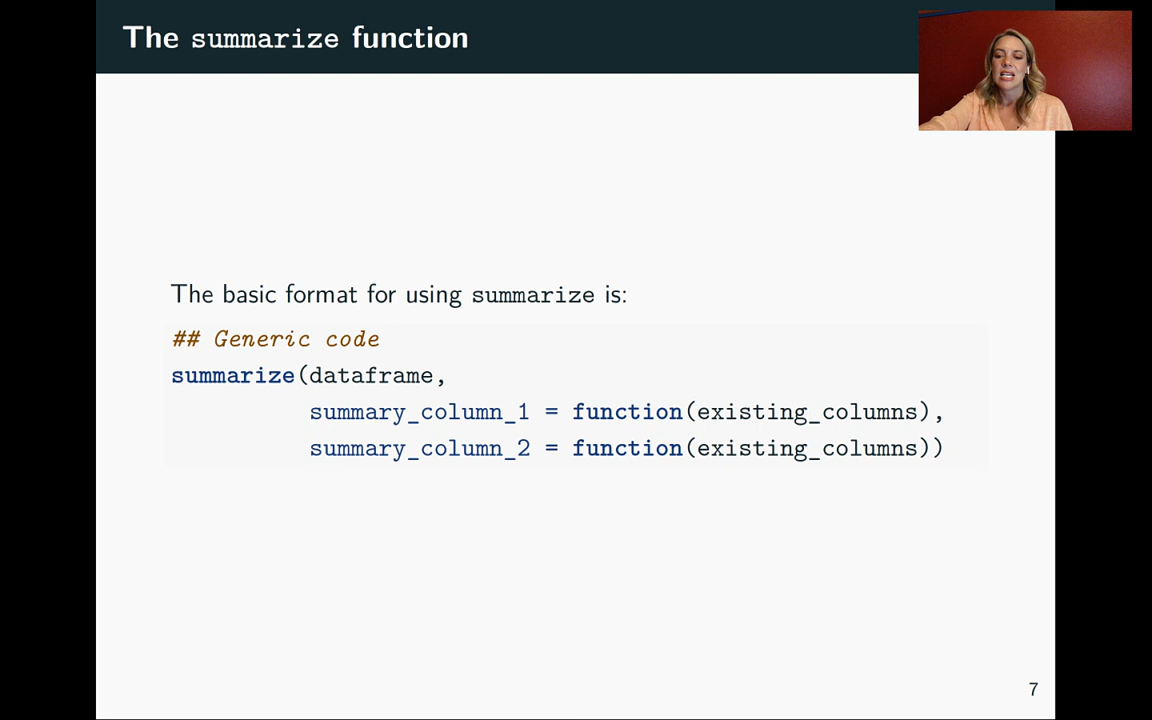 The summarize function
The basic format for using summarize is:
## Generic code
summarize(dataframe,
summary_column_1 = function(existing_columns),
summary_column_2 = function(existing_columns))
7